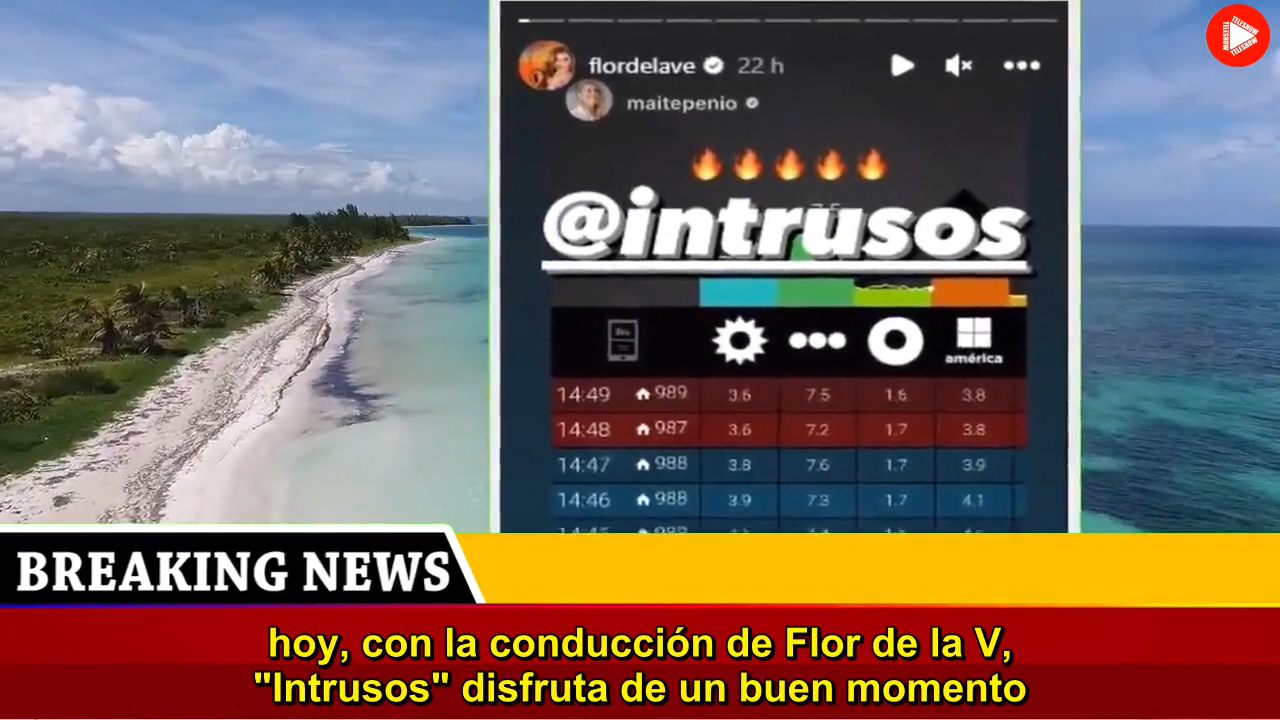 flordelave 22 h
maitepenio
@intrusos
américa
14:49 989 3.6 7.5 1.6 3.8
14:48 987 3.6 7.2 1.7 3.8
14:47 988 3.8 7.6 1.7 3.9
14:46 988 3.9 7.3 1.7 4.1
TELESHOW
TELESHOW
TELESHOW
BREAKING NEWS
hoy, con la conducción de Flor de la V,
"Intrusos" disfruta de un buen momento